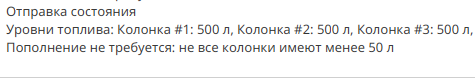 Отправка состояния
Уровни топлива: Колонка #1: 500 л, Колонка #2: 500 л, Колонка #3: 500 л,
Пополнение не требуется: не все колонки имеют менее 50 л